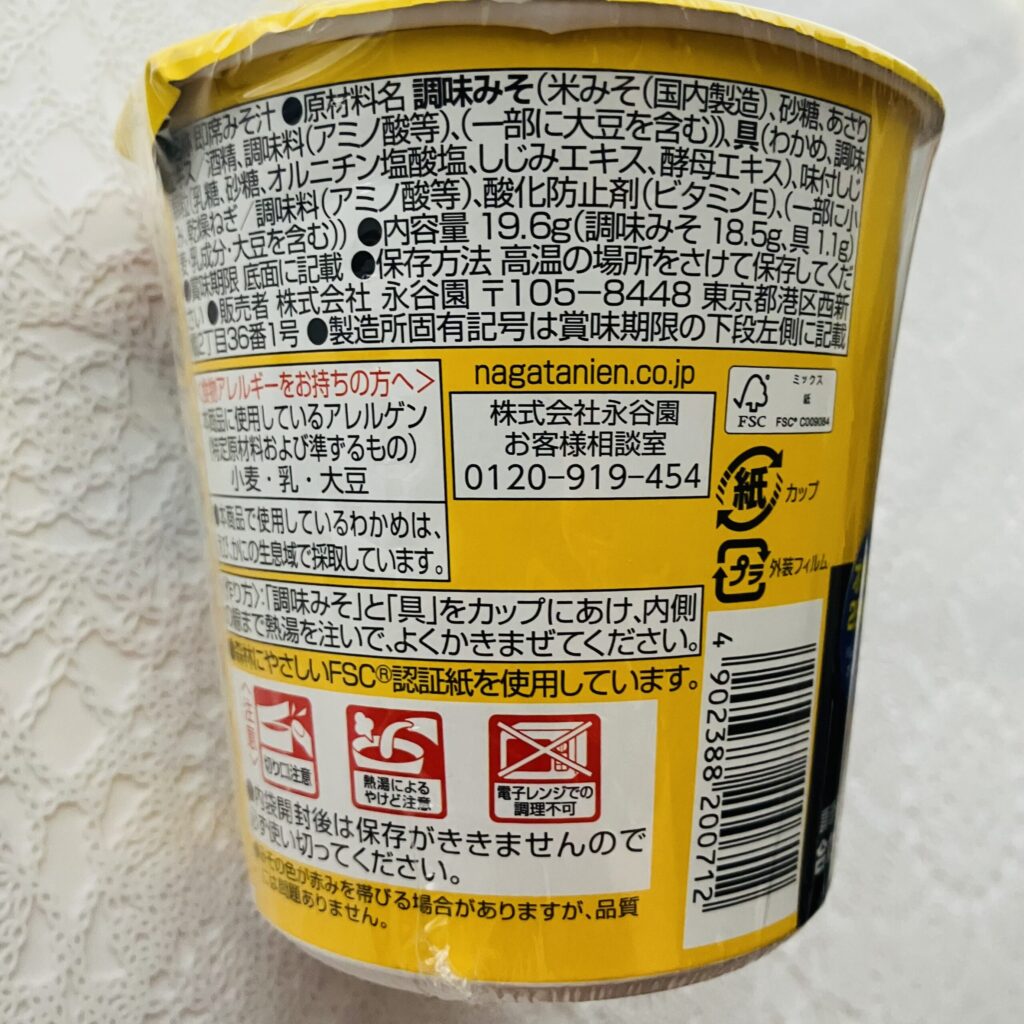 即席みそ汁 ●原材料名 調味みそ(米みそ(国内製造)、砂糖、あさり
／酒精、調味料(アミノ酸等)、(一部に大豆を含む))、具(わかめ、調味
(乳糖、砂糖、オルニチン塩酸塩、しじみエキス、酵母エキス)、味付しじ
み、乾燥ねぎ／調味料(アミノ酸等)、酸化防止剤(ビタミンE)、(一部に小
麦・乳成分・大豆を含む)) ●内容量 19.6g(調味みそ 18.5g、具 1.1g)
●賞味期限 底面に記載 ●保存方法 高温の場所をさけて保存してくだ
さい ●販売者 株式会社 永谷園 〒105-8448 東京都港区西新
2丁目36番1号 ●製造所固有記号は賞味期限の下段左側に記載
物アレルギーをお持ちの方へ>
本商品に使用しているアレルゲン
(特定原材料および準ずるもの)
小麦・乳・大豆
●本商品で使用しているわかめは、
かにの生息域で採取しています。
nagatanien.co.jp
株式会社永谷園
お客様相談室
0120-919-454
ミックス
紙
FSC
FSC® C009084
紙
カップ
プラ
外装フィルム
作り方〉:「調味みそ」と「具」をカップにあけ、内側
線まで熱湯を注いで、よくかきまぜてください。
●森林にやさしいFSC®認証紙を使用しています。
〈注意〉
切り口注意
熱湯による
やけど注意
電子レンジでの
調理不可
●内袋開封後は保存がききませんので
必ず使い切ってください。
みその色が赤みを帯びる場合がありますが、品質
には問題ありません。
4 902388 200712